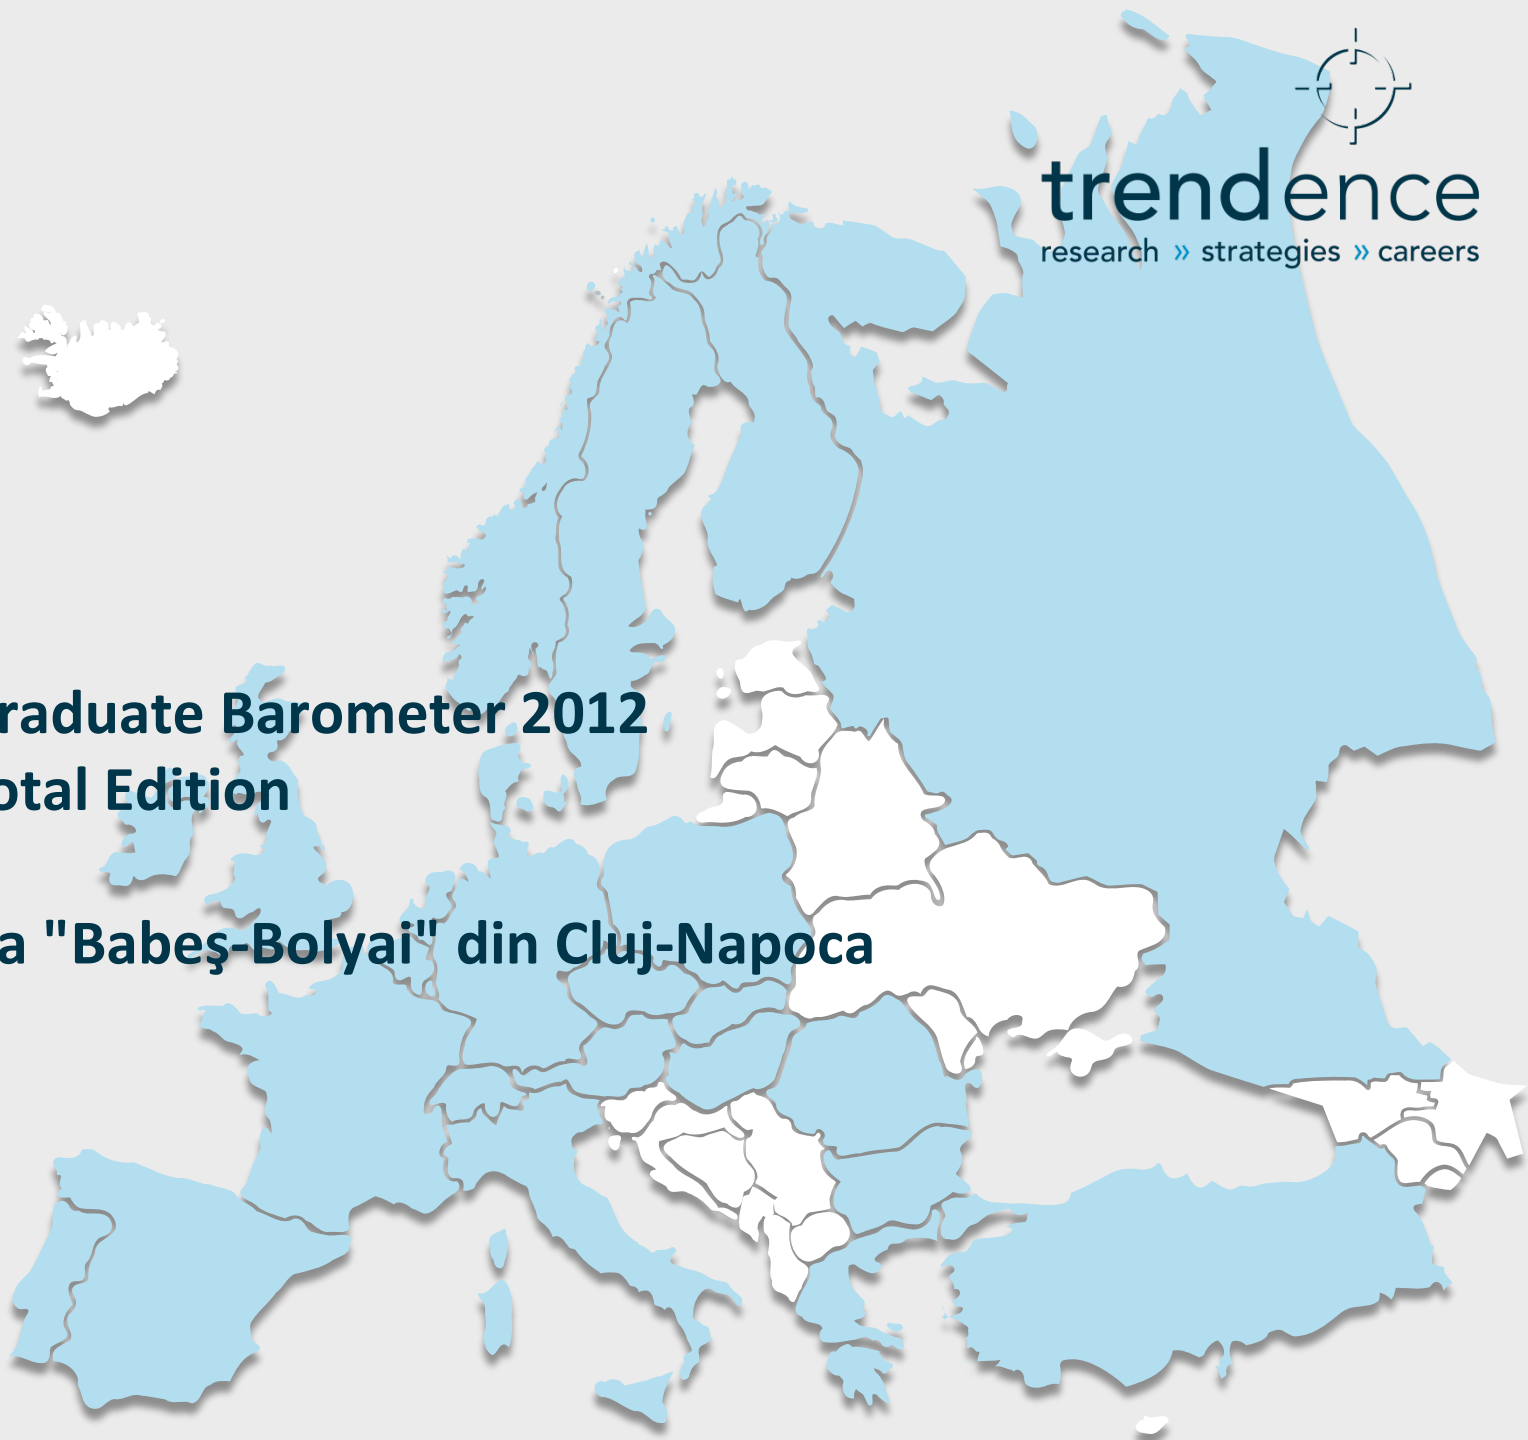 trendence
research » strategies » careers
raduate Barometer 2012
otal Edition
a "Babeş-Bolyai" din Cluj-Napoca